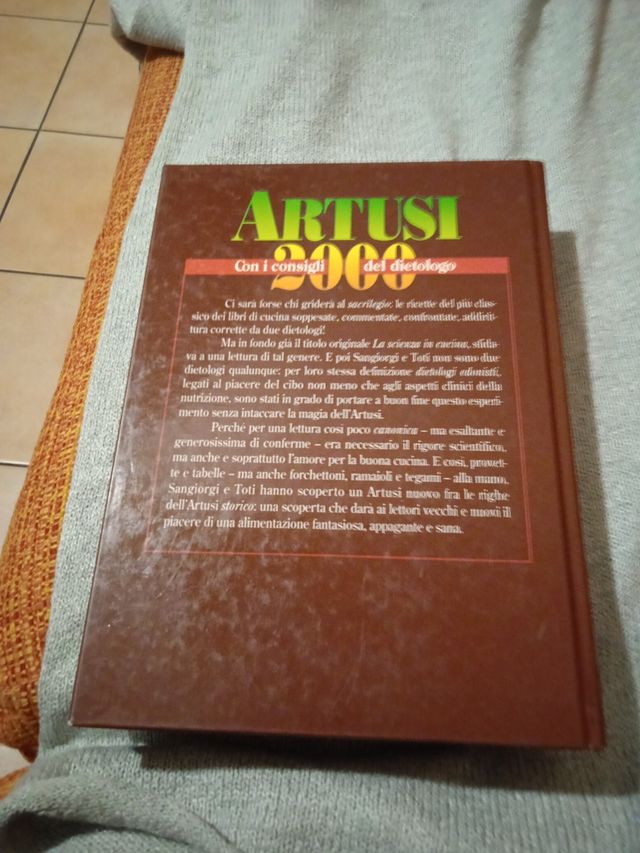 ARTUSI
2000
Con i consigli del dietologo
Ci sarà forse chi griderà al sacrilegio: le ricette del più clas-
sico dei libri di cucina soppesate, commentate, confrontate, addirit-
tura corrette da due dietologi!
Ma in fondo già il titolo originale La scienza in cucina, sfida-
va a una lettura di tal genere. E poi Sangiorgi e Toti non sono due
dietologi qualunque: per loro stessa definizione dietologi edonisti,
legati al piacere del cibo non meno che agli aspetti clinici della
nutrizione, sono stati in grado di portare a buon fine questo esperi-
mento senza intaccare la magia dell'Artusi.
Perché per una lettura così poco canonica – ma esaltante e
generosissima di conferme – era necessario il rigore scientifico,
ma anche e soprattutto l'amore per la buona cucina. E così, provet-
te e tabelle – ma anche forchettoni, ramaioli e tegami – alla mano,
Sangiorgi e Toti hanno scoperto un Artusi nuovo fra le righe
dell'Artusi storico: una scoperta che darà ai lettori vecchi e nuovi il
piacere di una alimentazione fantasiosa, appagante e sana.